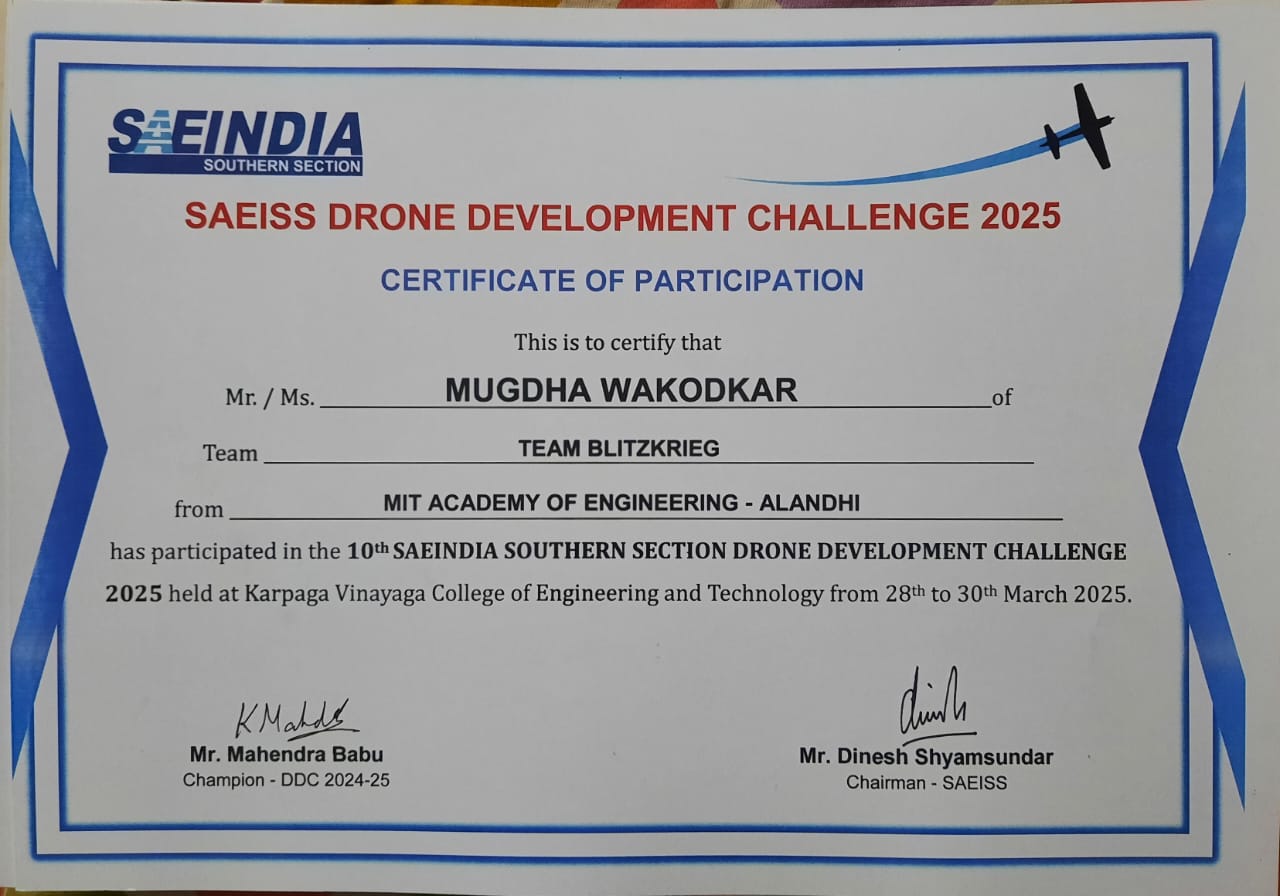 SAEINDIA
SOUTHERN SECTION
SAEISS DRONE DEVELOPMENT CHALLENGE 2025
CERTIFICATE OF PARTICIPATION
This is to certify that
Mr. / Ms. MUGDHA WAKODKAR of
Team TEAM BLITZKRIEG
from MIT ACADEMY OF ENGINEERING - ALANDHI
has participated in the 10th SAEINDIA SOUTHERN SECTION DRONE DEVELOPMENT CHALLENGE
2025 held at Karpaga Vinayaga College of Engineering and Technology from 28th to 30th March 2025.
Mr. Mahendra Babu
Champion - DDC 2024-25
Mr. Dinesh Shyamsundar
Chairman - SAEISS